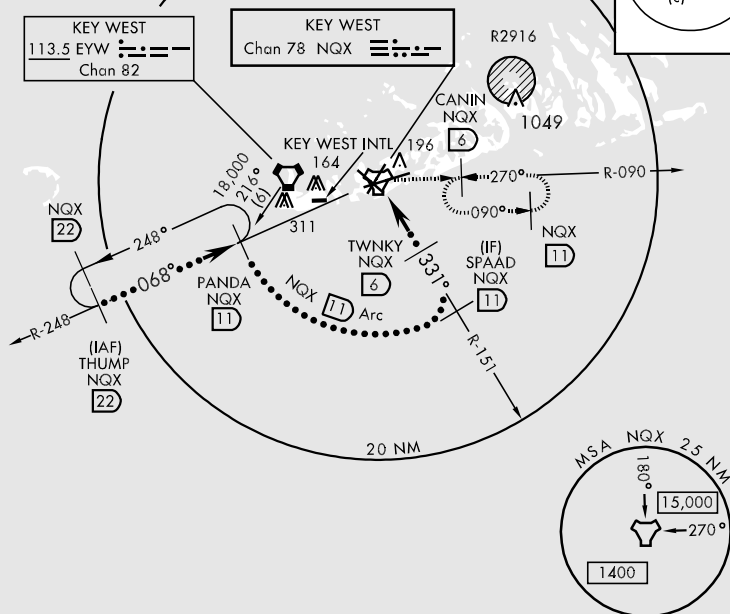 (c)
KEY WEST
113.5 EYW
Chan 82
KEY WEST
Chan 78 NQX
R2916
1049
CANIN
NQX
6
KEY WEST INTL
164
196
311
18,000
216°
(6)
270°
R-090
090°
NQX
11
NQX
22
248°
068°
R-248
(IAF)
THUMP
NQX
22
PANDA
NQX
11
NQX 11 Arc
TWNKY
NQX
6
331°
(IF)
SPAAD
NQX
11
R-151
20 NM
MSA NQX 25 NM
180°
15,000
270°
1400